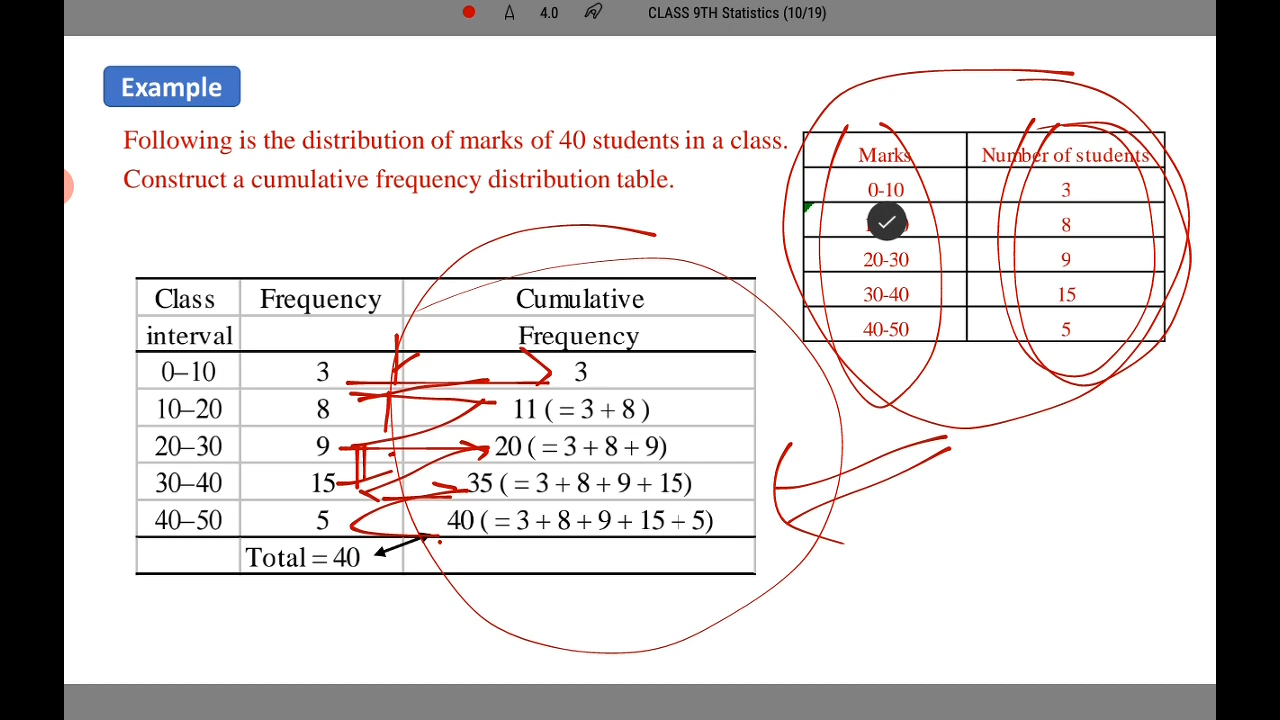 4.0 CLASS 9TH Statistics (10/19)
Example
Following is the distribution of marks of 40 students in a class.
Construct a cumulative frequency distribution table.
Marks Number of students
0-10 3
8
20-30 9
30-40 15
40-50 5
Class Frequency Cumulative
interval Frequency
0–10 3 3
10–20 8 11 ( = 3 + 8 )
20–30 9 20 ( = 3 + 8 + 9)
30–40 15 35 ( = 3 + 8 + 9 + 15)
40–50 5 40 ( = 3 + 8 + 9 + 15 + 5)
Total = 40